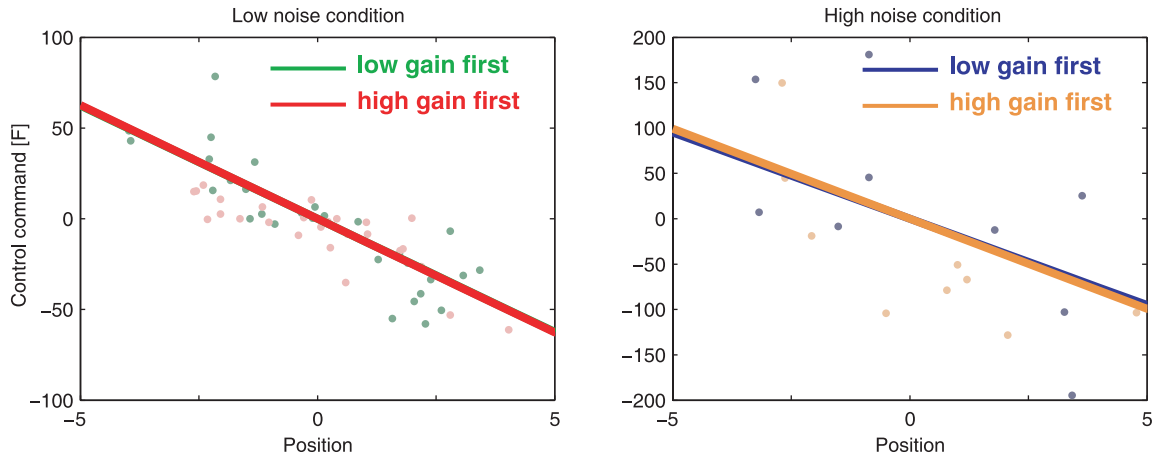 Low noise condition
100
50
0
−50
−100
−5
0
5
Control command [F]
Position
low gain first
high gain first
High noise condition
200
150
100
50
0
−50
−100
−150
−200
−5
0
5
Position
low gain first
high gain first